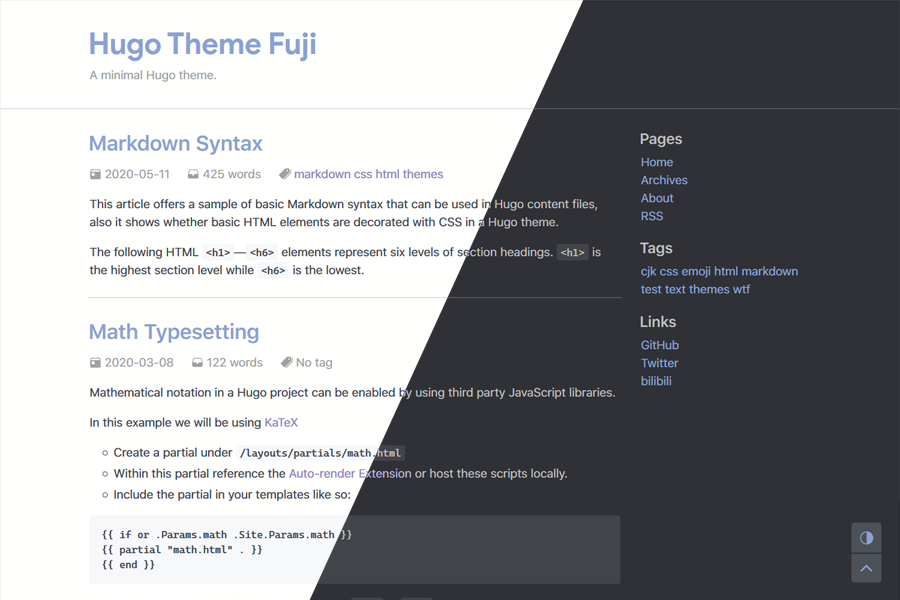 Hugo Theme Fuji
A minimal Hugo theme.
Markdown Syntax
2020-05-11 425 words markdown css html themes
This article offers a sample of basic Markdown syntax that can be used in Hugo content files,
also it shows whether basic HTML elements are decorated with CSS in a Hugo theme.
The following HTML <h1> — <h6> elements represent six levels of section headings. <h1> is
the highest section level while <h6> is the lowest.
Math Typesetting
2020-03-08 122 words No tag
Mathematical notation in a Hugo project can be enabled by using third party JavaScript libraries.
In this example we will be using KaTeX
Create a partial under /layouts/partials/math.html
Within this partial reference the Auto-render Extension or host these scripts locally.
Include the partial in your templates like so:
{{ if or .Params.math .Site.Params.math }}
{{ partial "math.html" . }}
{{ end }}
Pages
Home
Archives
About
RSS
Tags
cjk css emoji html markdown
test text themes wtf
Links
GitHub
Twitter
bilibili